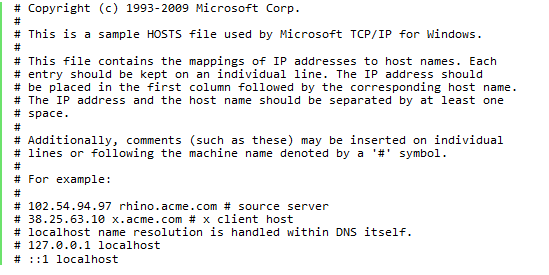 # Copyright (c) 1993-2009 Microsoft Corp.
#
# This is a sample HOSTS file used by Microsoft TCP/IP for Windows.
#
# This file contains the mappings of IP addresses to host names. Each
# entry should be kept on an individual line. The IP address should
# be placed in the first column followed by the corresponding host name.
# The IP address and the host name should be separated by at least one
# space.
#
# Additionally, comments (such as these) may be inserted on individual
# lines or following the machine name denoted by a '#' symbol.
#
# For example:
#
# 102.54.94.97 rhino.acme.com # source server
# 38.25.63.10 x.acme.com # x client host
# localhost name resolution is handled within DNS itself.
# 127.0.0.1 localhost
# ::1 localhost